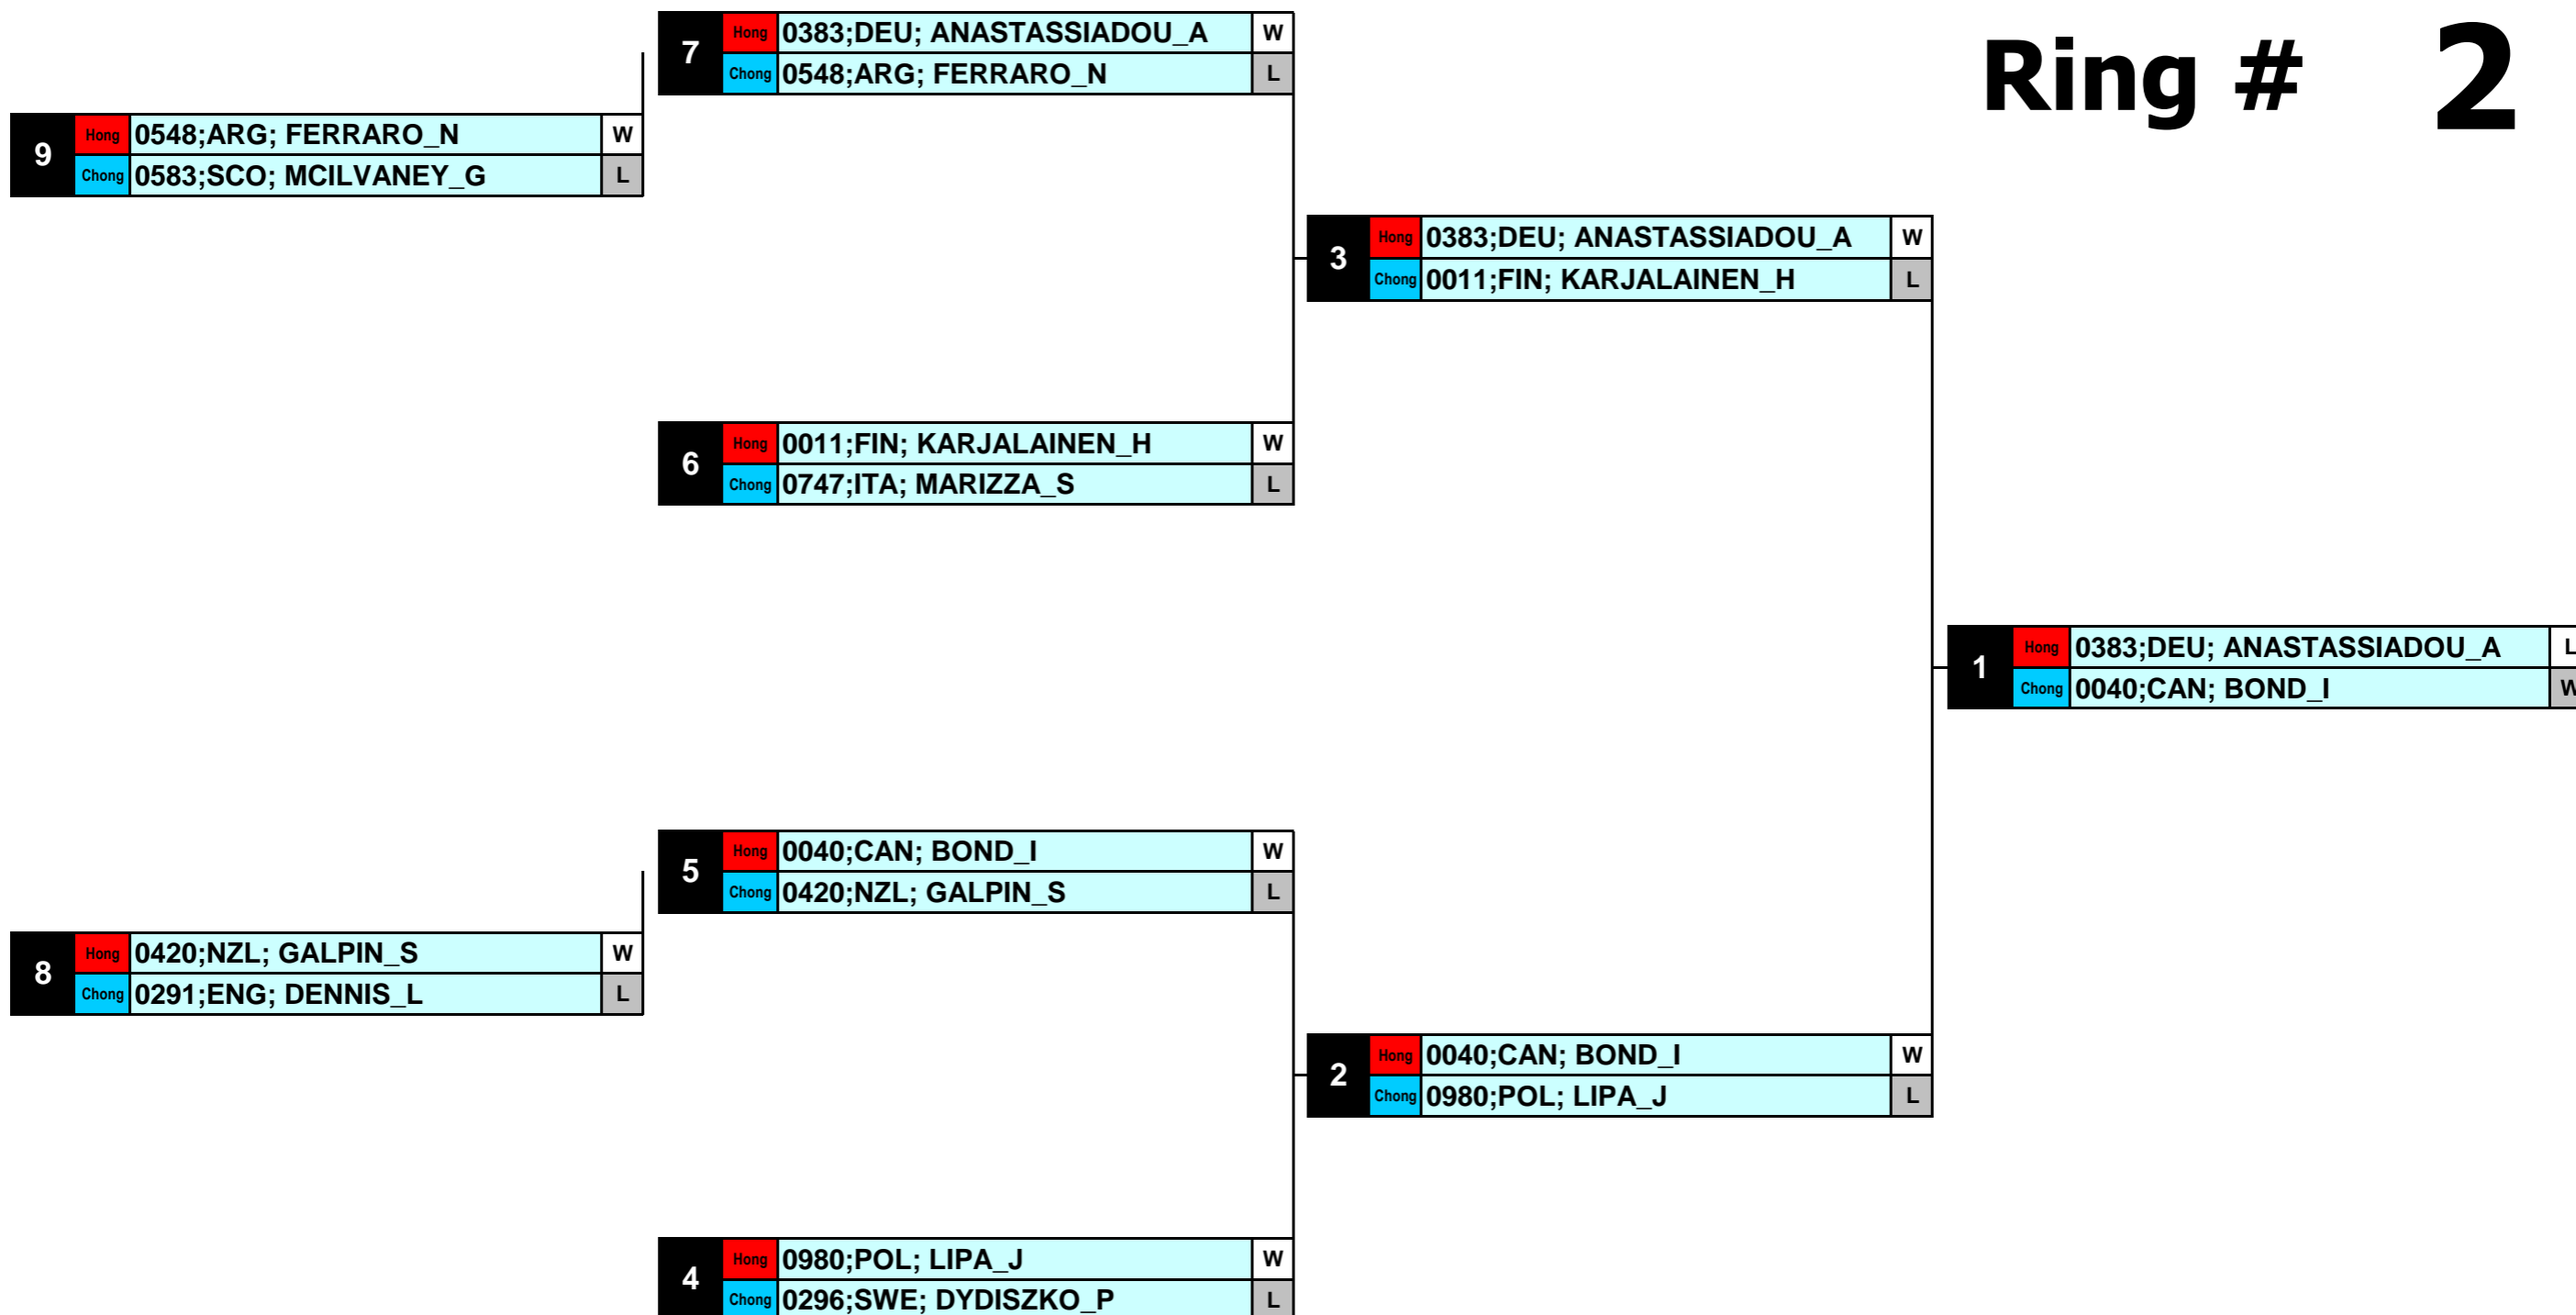 Ring # 2
7
Hong 0383;DEU; ANASTASSIADOU_A W
Chong 0548;ARG; FERRARO_N L
9
Hong 0548;ARG; FERRARO_N W
Chong 0583;SCO; MCILVANEY_G L
3
Hong 0383;DEU; ANASTASSIADOU_A W
Chong 0011;FIN; KARJALAINEN_H L
6
Hong 0011;FIN; KARJALAINEN_H W
Chong 0747;ITA; MARIZZA_S L
1
Hong 0383;DEU; ANASTASSIADOU_A L
Chong 0040;CAN; BOND_I W
5
Hong 0040;CAN; BOND_I W
Chong 0420;NZL; GALPIN_S L
8
Hong 0420;NZL; GALPIN_S W
Chong 0291;ENG; DENNIS_L L
2
Hong 0040;CAN; BOND_I W
Chong 0980;POL; LIPA_J L
4
Hong 0980;POL; LIPA_J W
Chong 0296;SWE; DYDISZKO_P L